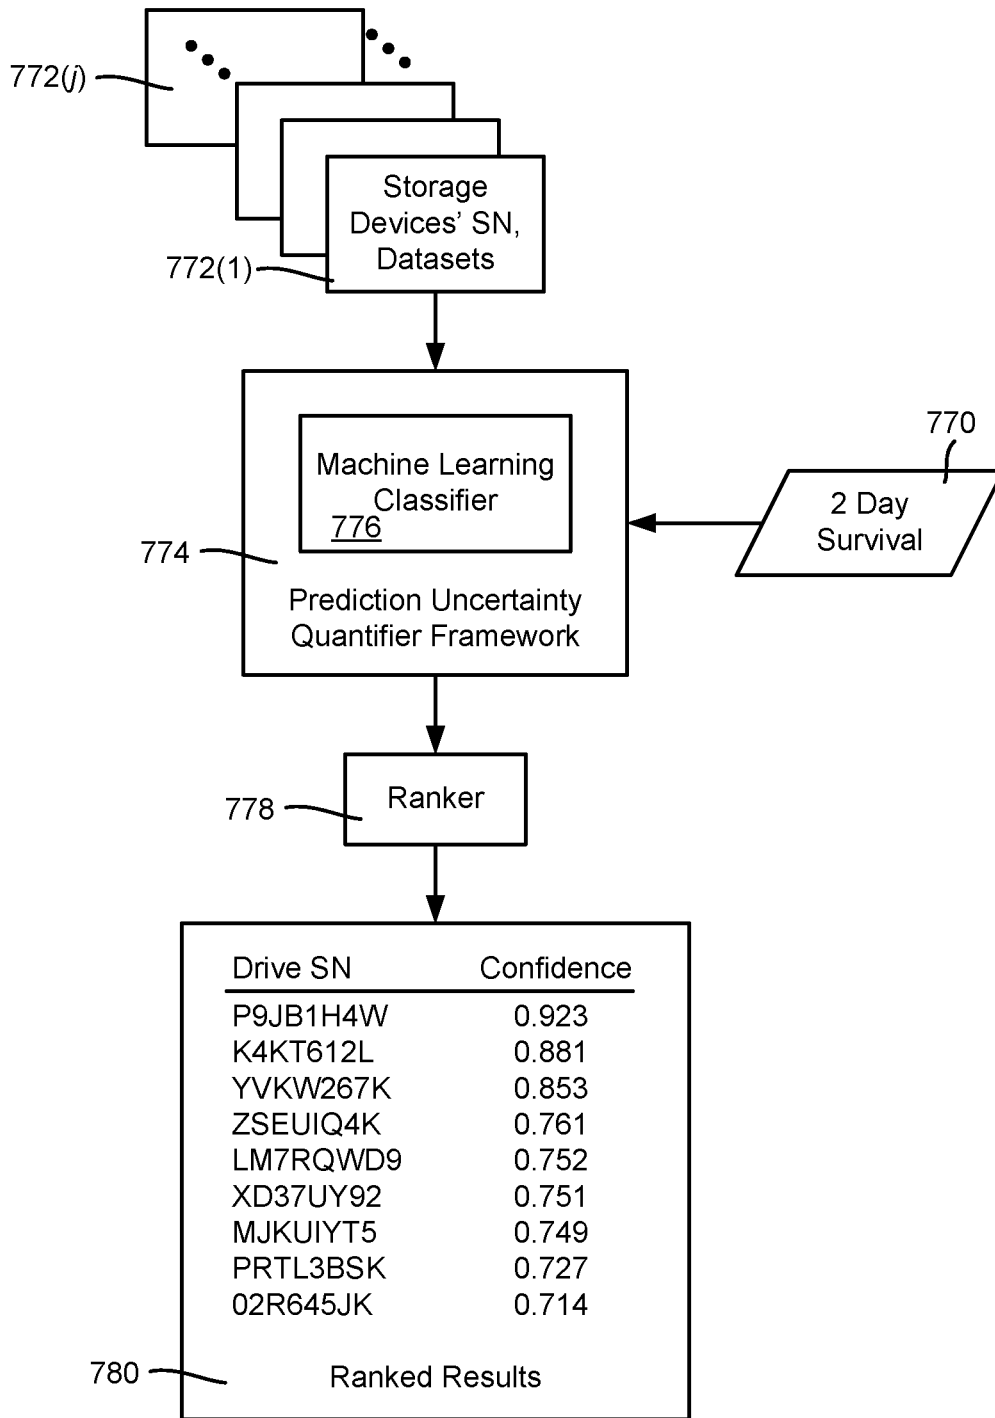 772(j)
Storage
Devices’ SN,
Datasets
772(1)
770
2 Day
Survival
Machine Learning
Classifier
776
774
Prediction Uncertainty
Quantifier Framework
Ranker
778
Drive SN Confidence
P9JB1H4W 0.923
K4KT612L 0.881
YVKW267K 0.853
ZSEUIQ4K 0.761
LM7RQWD9 0.752
XD37UY92 0.751
MJKUIYT5 0.749
PRTL3BSK 0.727
02R645JK 0.714
780
Ranked Results